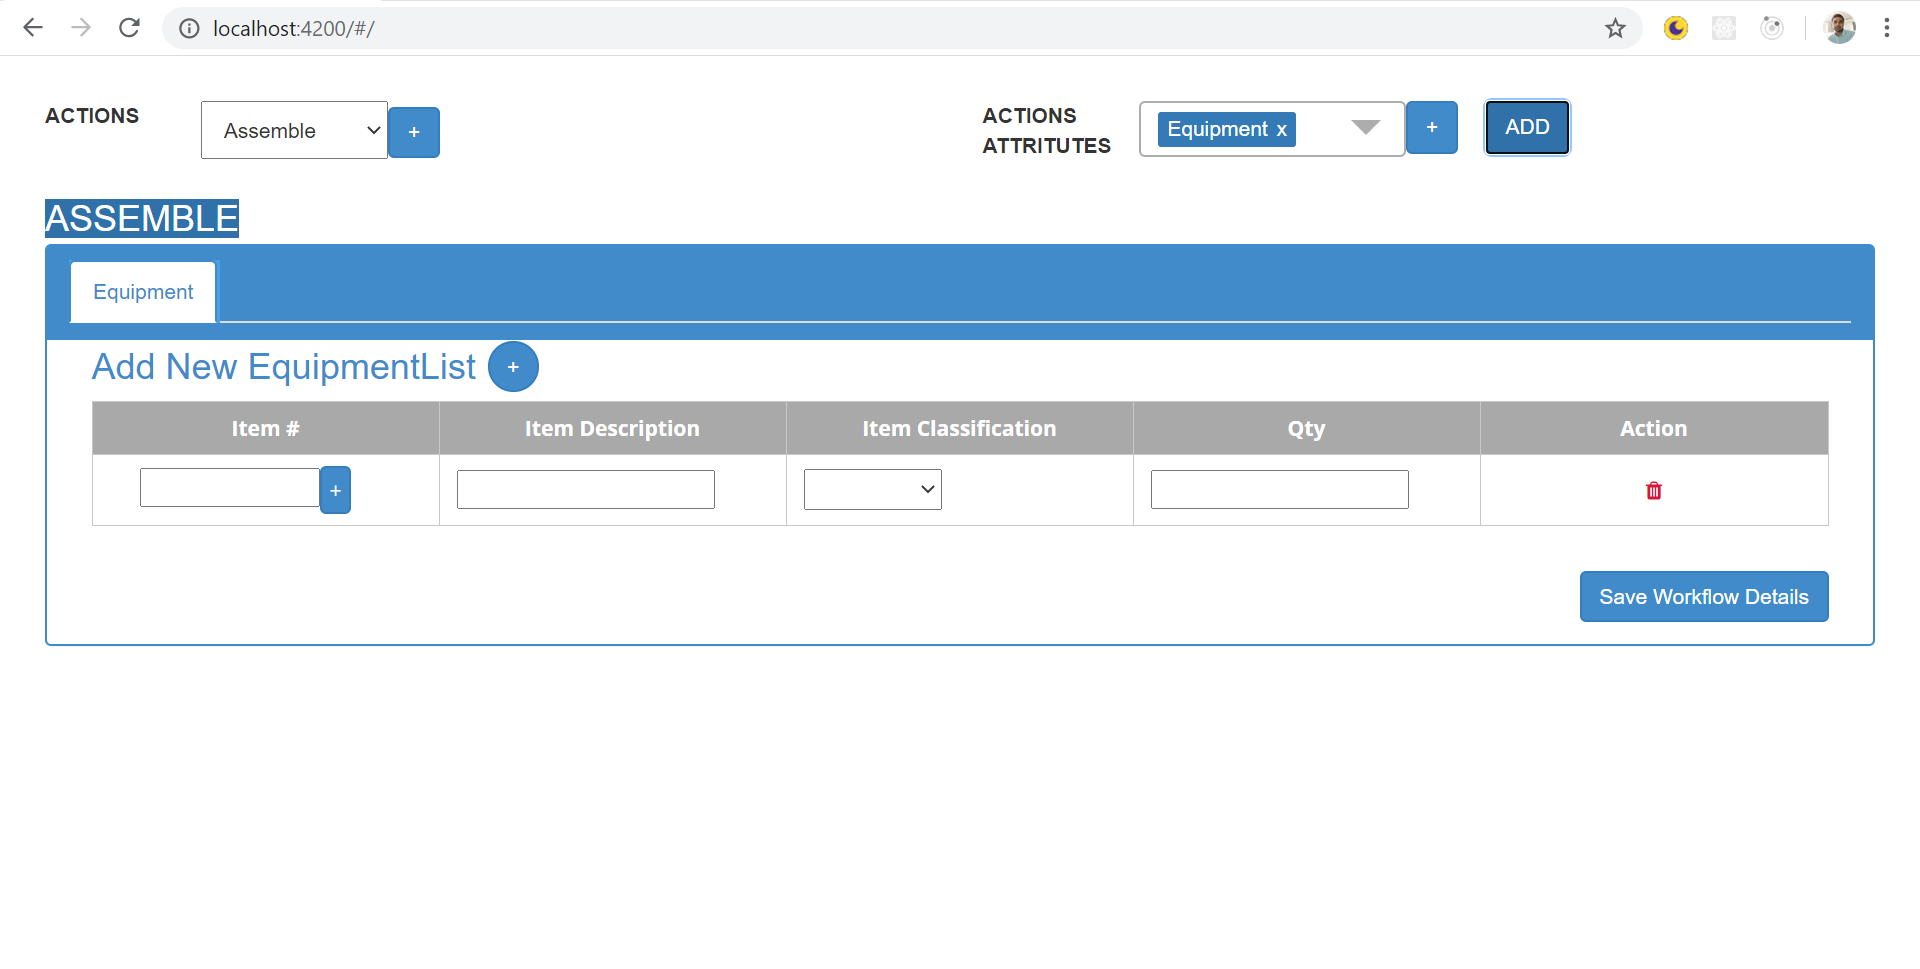 localhost:4200/#/
ACTIONS
Assemble
+
ACTIONS
ATTRITUTES
Equipment x
+
ADD
ASSEMBLE
Equipment
Add New EquipmentList +
Item # Item Description Item Classification Qty Action
+
Save Workflow Details